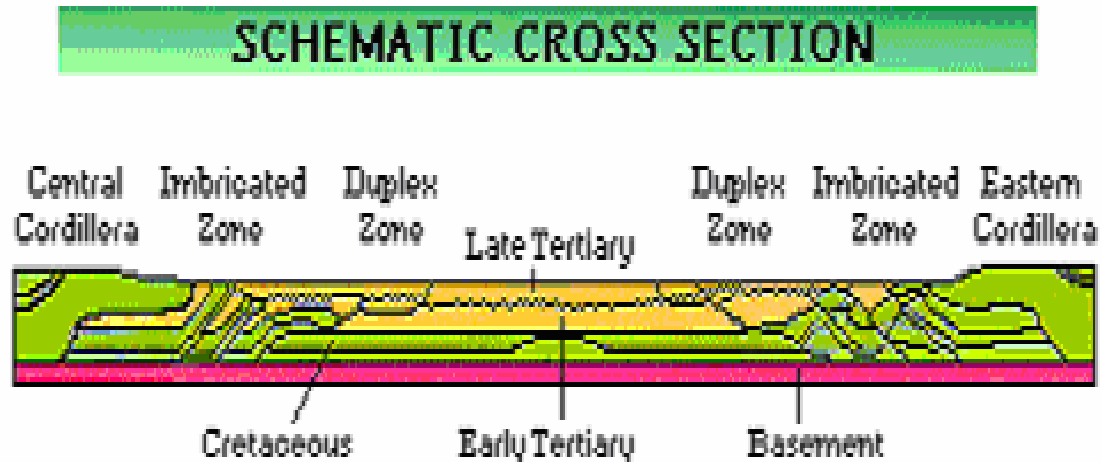 SCHEMATIC CROSS SECTION
Central Cordillera
Imbricated Zone
Duplex Zone
Late Tertiary
Duplex Zone
Imbricated Zone
Eastern Cordillera
Cretaceous
Early Tertiary
Basement